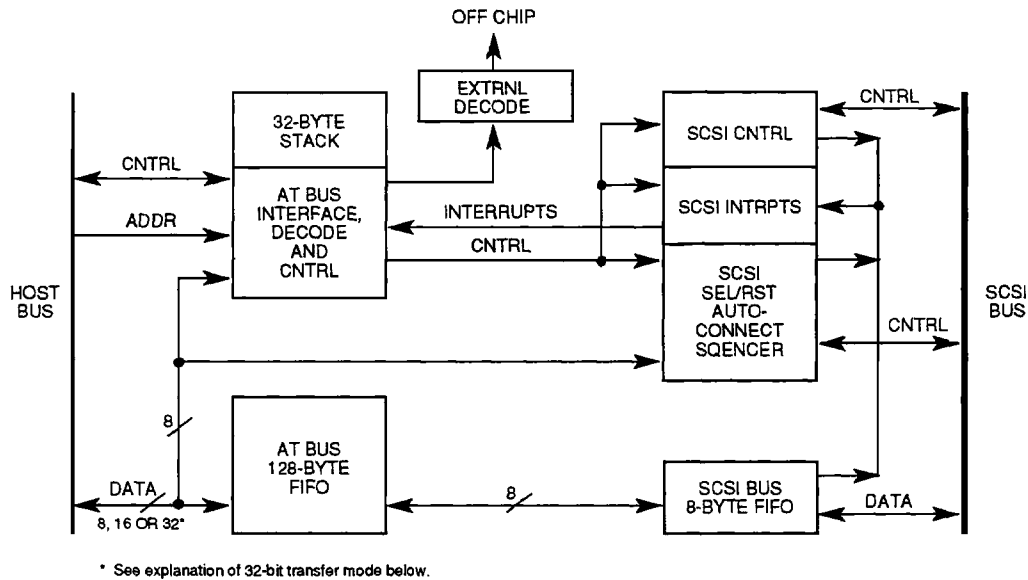 OFF CHIP
EXTRNL
DECODE
32-BYTE
STACK
SCSI CNTRL
CNTRL
CNTRL
AT BUS
INTERFACE,
DECODE
AND
CNTRL
ADDR
INTERRUPTS
CNTRL
SCSI INTRPTS
SCSI
SEL/RST
AUTO-
CONNECT
SQENCER
CNTRL
HOST
BUS
SCSI
BUS
8
AT BUS
128-BYTE
FIFO
8
SCSI BUS
8-BYTE FIFO
DATA
8, 16 OR 32*
DATA
* See explanation of 32-bit transfer mode below.